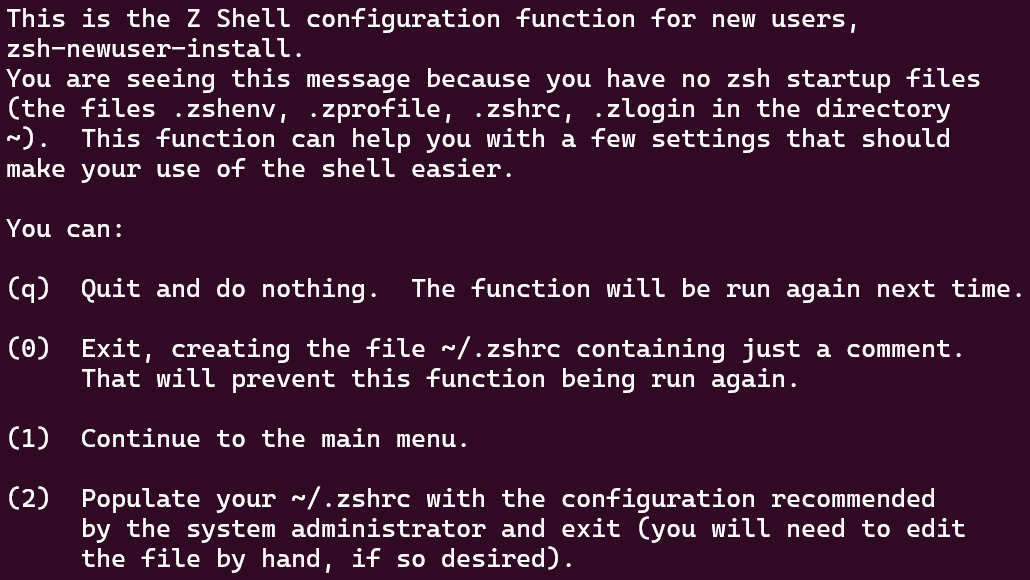 This is the Z Shell configuration function for new users,
zsh-newuser-install.
You are seeing this message because you have no zsh startup files
(the files .zshenv, .zprofile, .zshrc, .zlogin in the directory
~).  This function can help you with a few settings that should
make your use of the shell easier.

You can:

(q)  Quit and do nothing.  The function will be run again next time.

(0)  Exit, creating the file ~/.zshrc containing just a comment.
     That will prevent this function being run again.

(1)  Continue to the main menu.

(2)  Populate your ~/.zshrc with the configuration recommended
     by the system administrator and exit (you will need to edit
     the file by hand, if so desired).